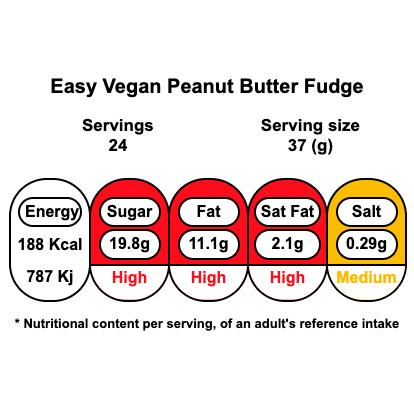 Easy Vegan Peanut Butter Fudge
Servings Serving size
24 37 (g)
Energy Sugar Fat Sat Fat Salt
188 Kcal 19.8g 11.1g 2.1g 0.29g
787 Kj High High High Medium
* Nutritional content per serving, of an adult's reference intake